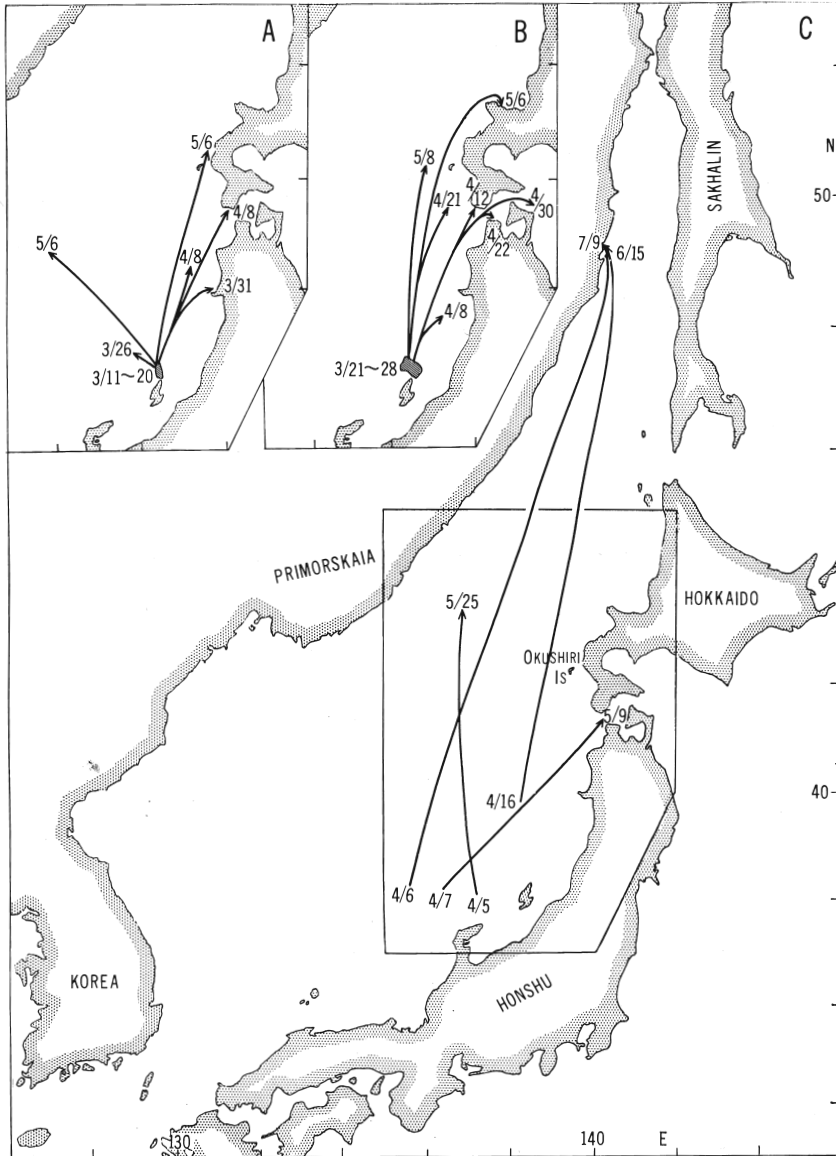 A
B
C
5/6
5/6
5/8
N
SAKHALIN
4/12
4/21
4/30
50-
4/8
5/6
4/22
7/9
6/15
4/8
3/31
4/8
3/26
3/11~20
3/21~28
PRIMORSKAIA
5/25
HOKKAIDO
OKUSHIRI
IS
5/9
4/16
40-
4/6
4/7
4/5
KOREA
HONSHU
130
140
E